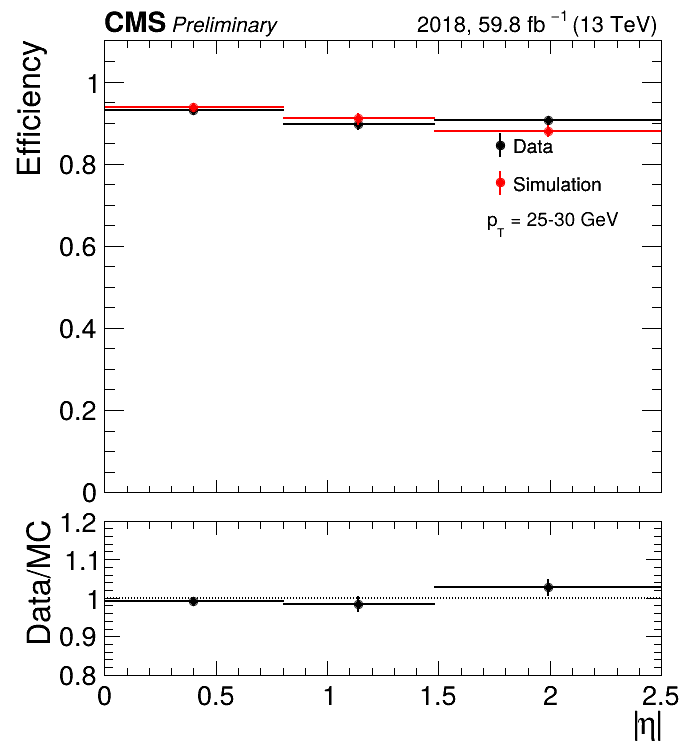 CMS Preliminary 2018, 59.8 fb⁻¹ (13 TeV)
Efficiency
1
0.8
0.6
0.4
0.2
0
Data
Simulation
p_T = 25-30 GeV
Data/MC
1.2
1.1
1
0.9
0.8
0 0.5 1 1.5 2 2.5
|η|